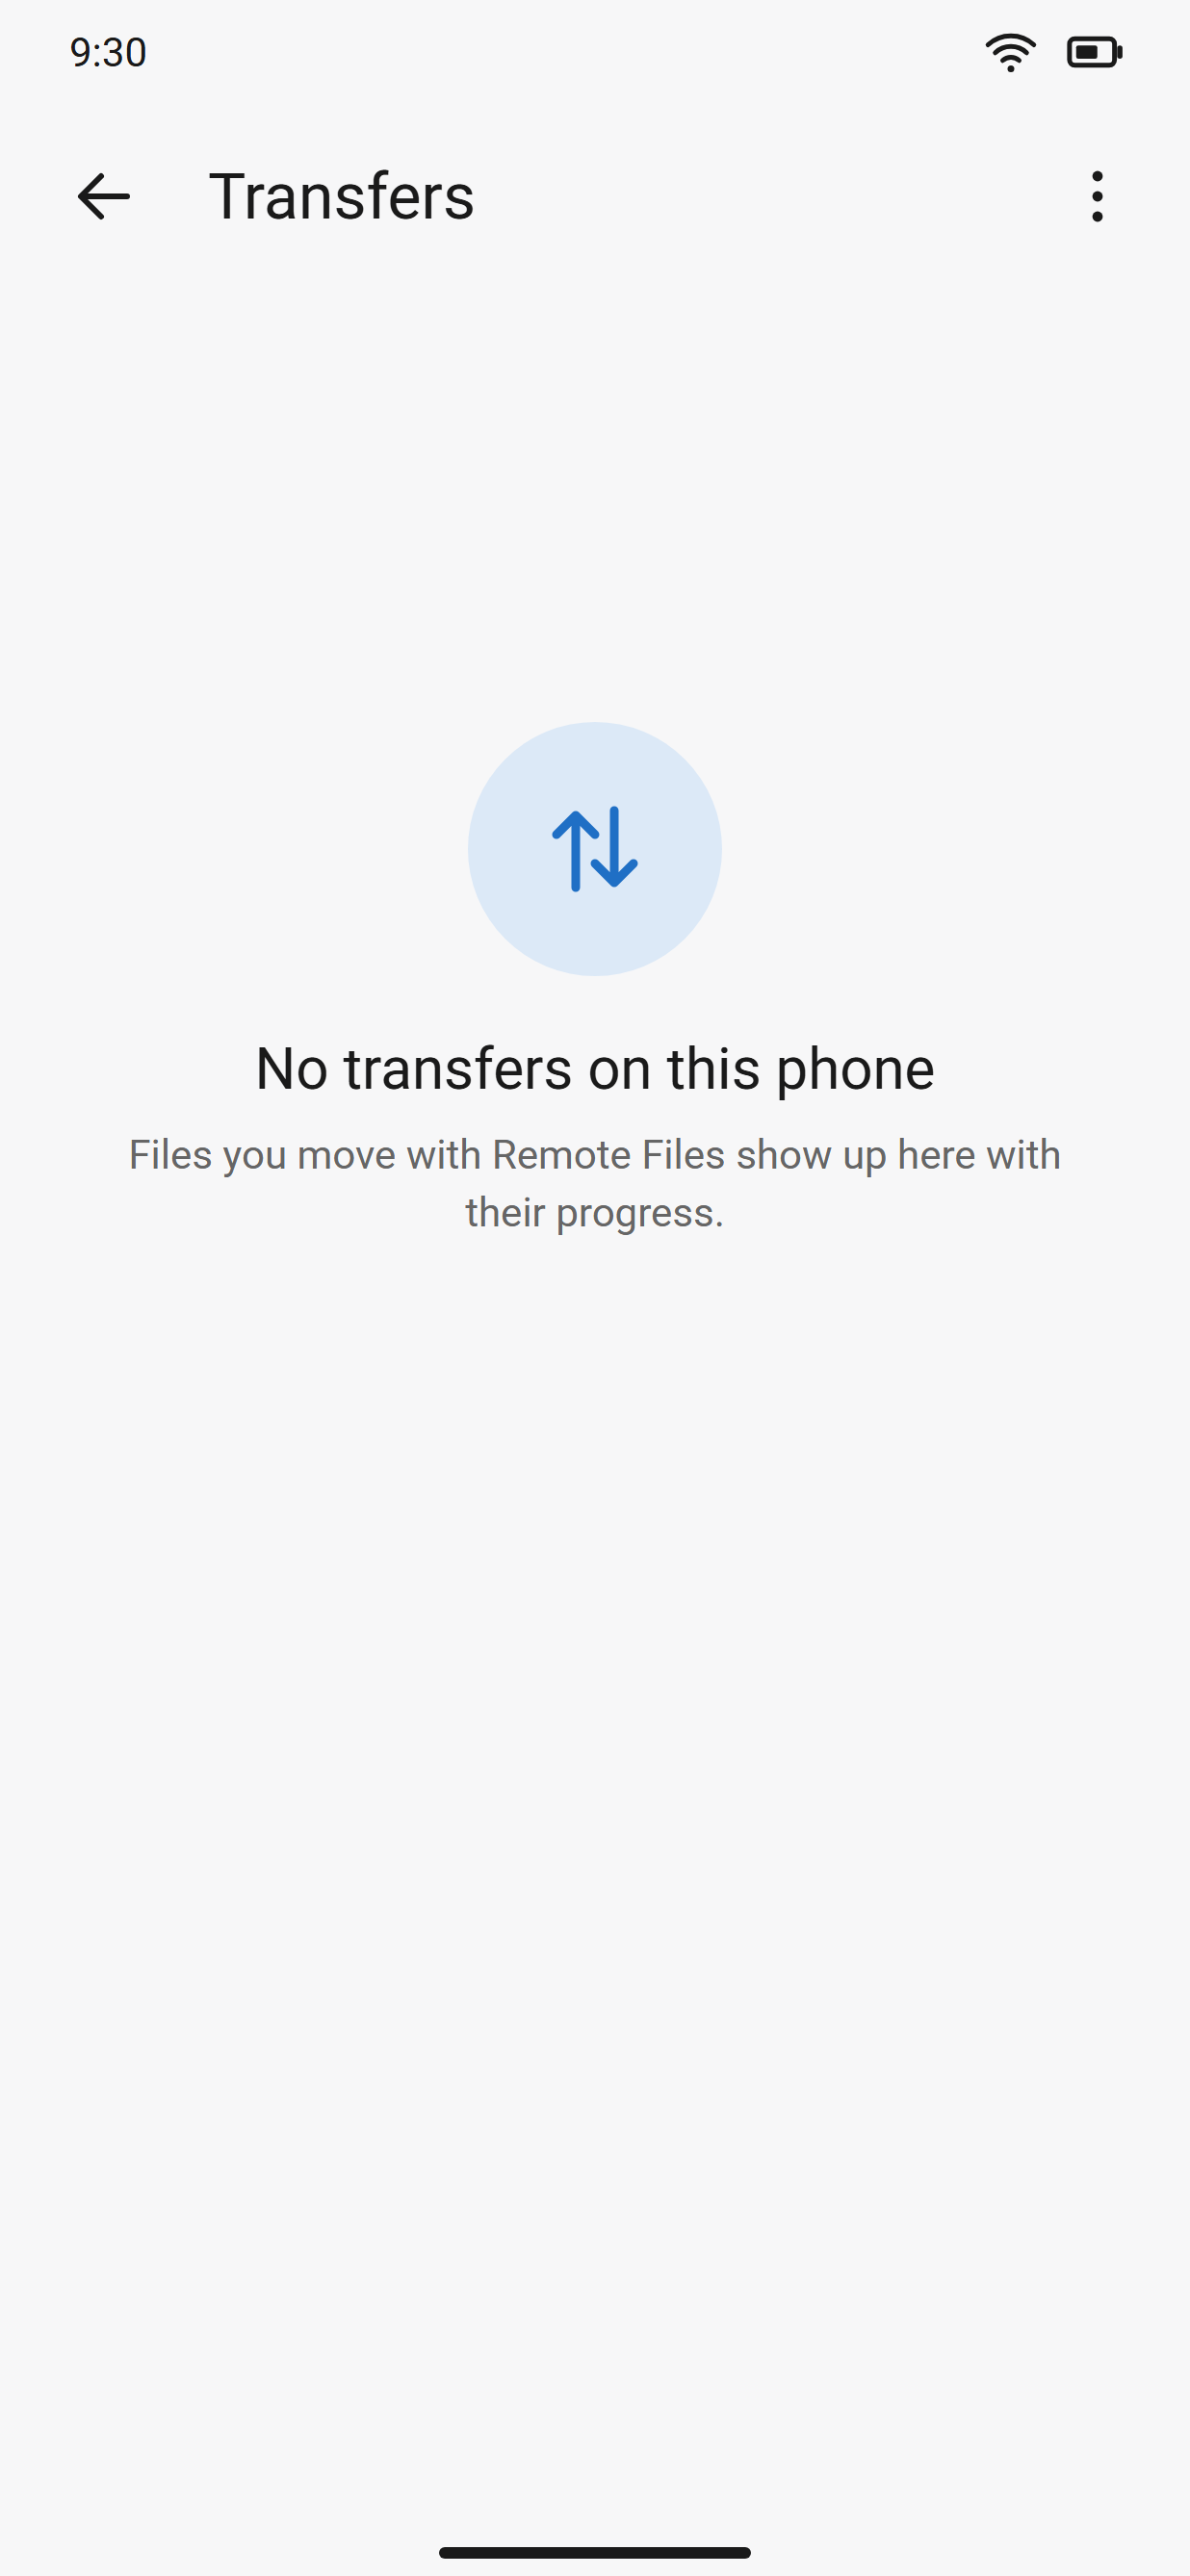 9:30
Transfers
No transfers on this phone
Files you move with Remote Files show up here with
their progress.